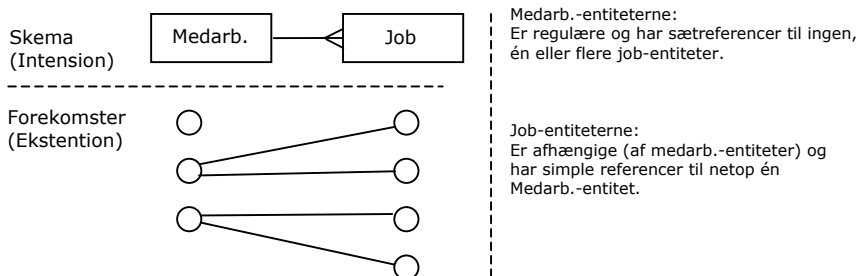 Skema
(Intension)
Medarb.
Job
Medarb.-entiteterne:
Er regulære og har sætreferencer til ingen,
én eller flere job-entiteter.
Forekomster
(Ekstention)
Job-entiteterne:
Er afhængige (af medarb.-entiteter) og
har simple referencer til netop én
Medarb.-entitet.